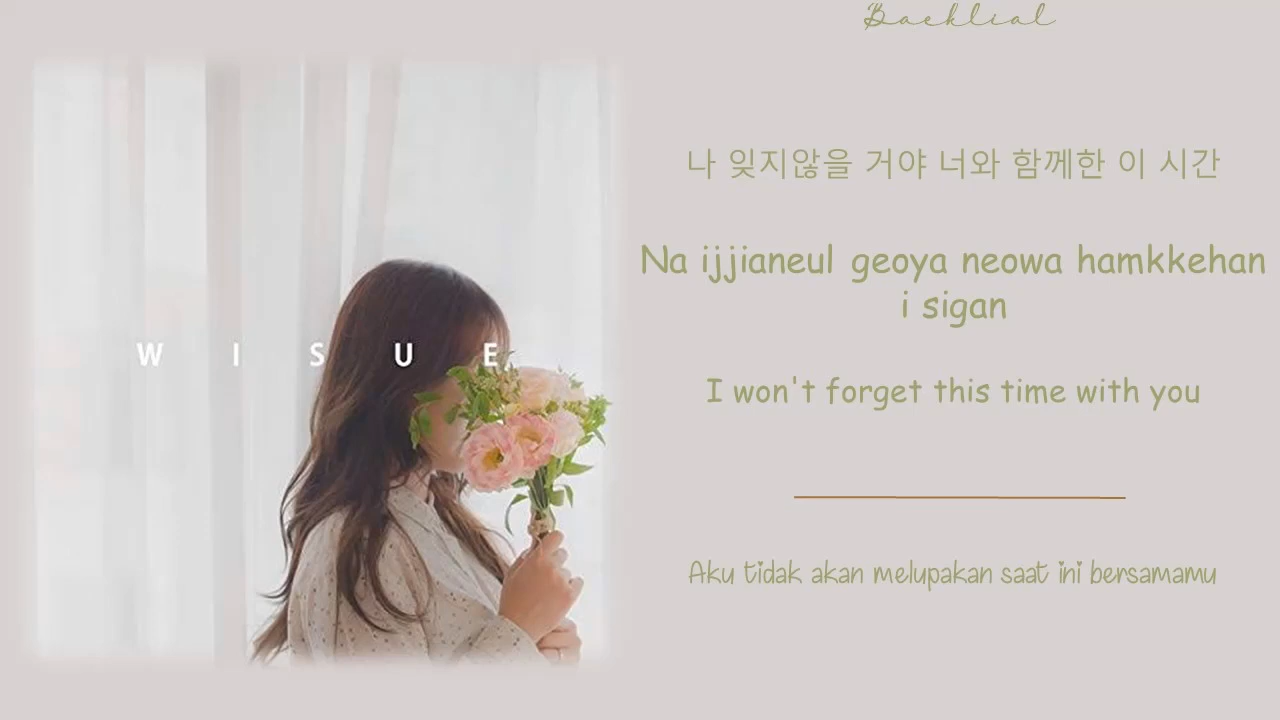 Baeklial
나 잊지않을 거야 너와 함께한 이 시간
Na ijjianeul geoya neowa hamkkehan
i sigan
W I S U E
I won't forget this time with you
Aku tidak akan melupakan saat ini bersamamu